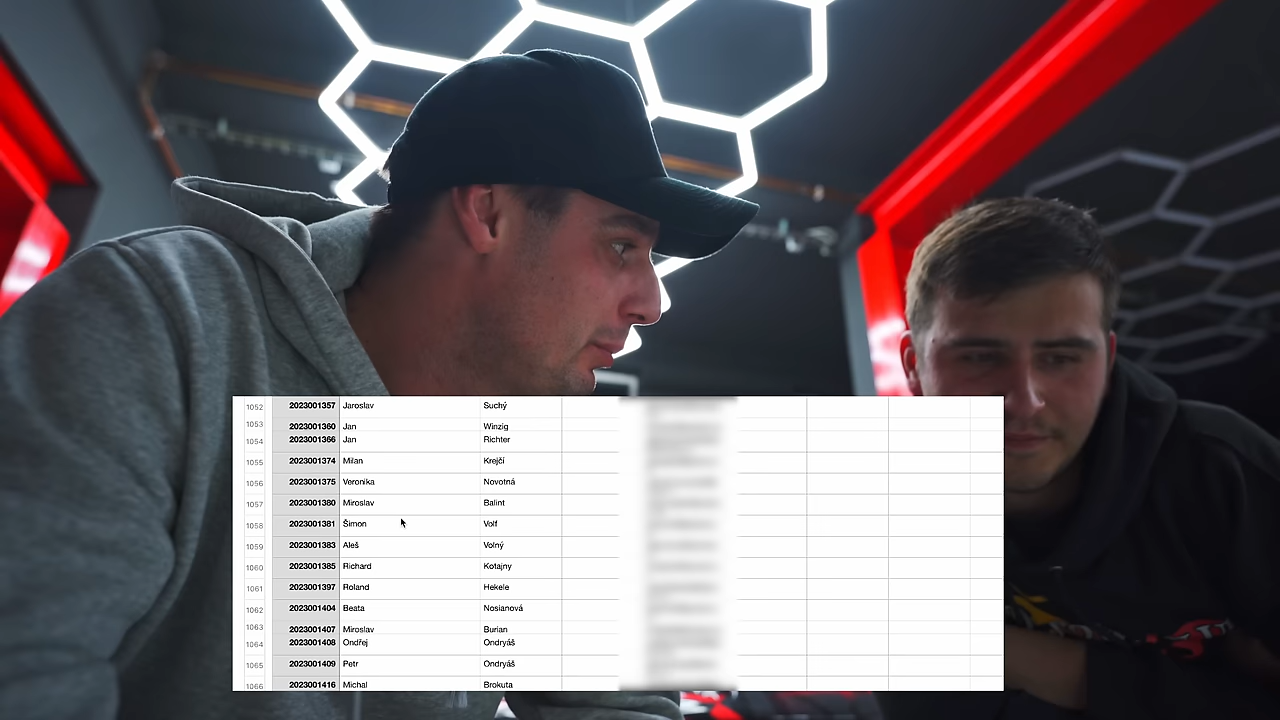 1052 2023001357 Jaroslav Suchý
1053 2023001360 Jan Winzig
1054 2023001366 Jan Richter
1055 2023001374 Milan Krejčí
1056 2023001375 Veronika Novotná
1057 2023001380 Miroslav Balint
1058 2023001381 Šimon Volf
1059 2023001383 Aleš Volný
1060 2023001385 Richard Kotajny
1061 2023001397 Roland Hekele
1062 2023001404 Beata Nosianová
1063 2023001407 Miroslav Burian
1064 2023001408 Ondřej Ondryáš
1065 2023001409 Petr Ondryáš
1066 2023001416 Michal Brokuta